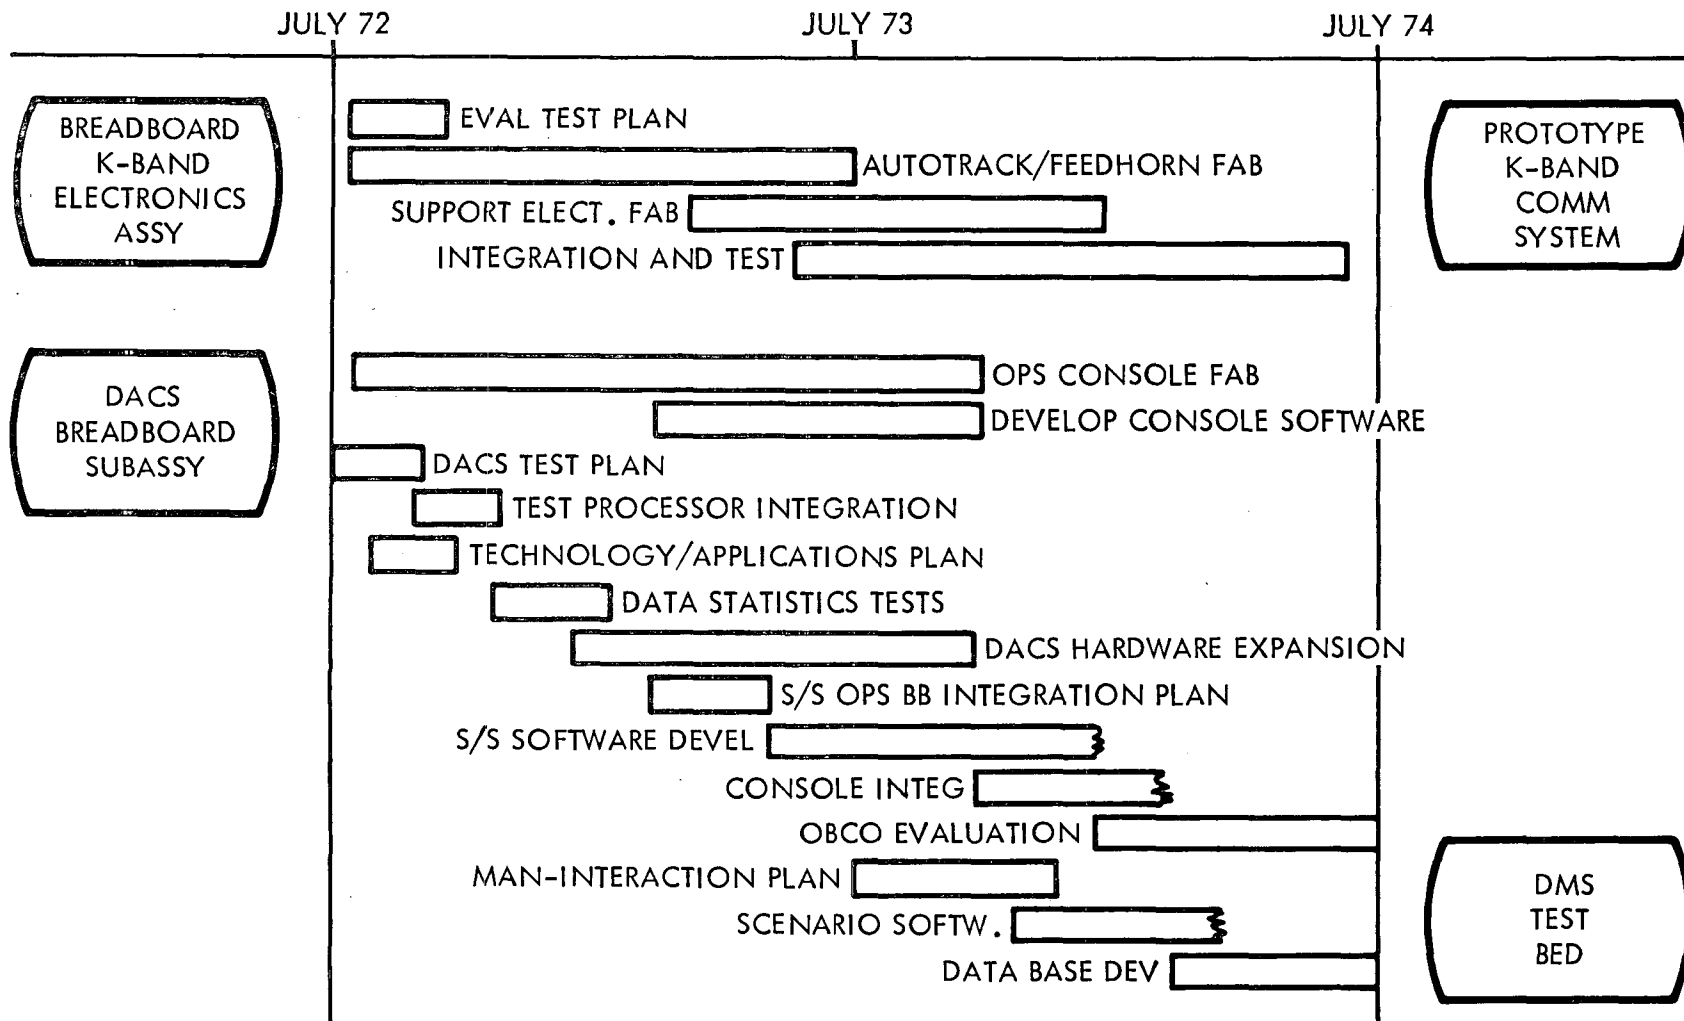 JULY 72
JULY 73
JULY 74
BREADBOARD
K-BAND
ELECTRONICS
ASSY
EVAL TEST PLAN
AUTOTRACK/FEEDHORN FAB
SUPPORT ELECT. FAB
INTEGRATION AND TEST
PROTOTYPE
K-BAND
COMM
SYSTEM
DACS
BREADBOARD
SUBASSY
OPS CONSOLE FAB
DEVELOP CONSOLE SOFTWARE
DACS TEST PLAN
TEST PROCESSOR INTEGRATION
TECHNOLOGY/APPLICATIONS PLAN
DATA STATISTICS TESTS
DACS HARDWARE EXPANSION
S/S OPS BB INTEGRATION PLAN
S/S SOFTWARE DEVEL
CONSOLE INTEG
OBCO EVALUATION
MAN-INTERACTION PLAN
SCENARIO SOFTW.
DATA BASE DEV
DMS
TEST
BED